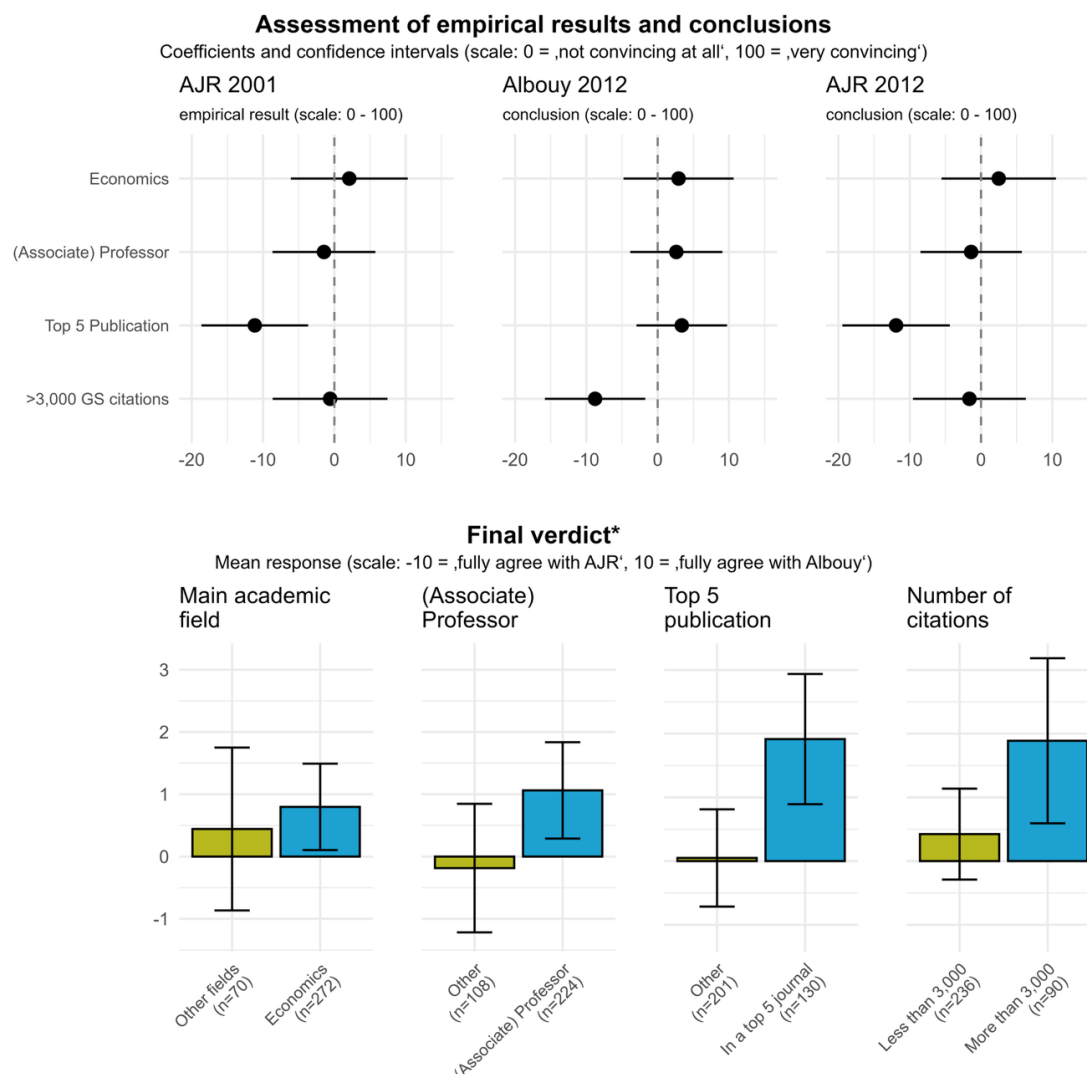 Assessment of empirical results and conclusions
Coefficients and confidence intervals (scale: 0 = ‚not convincing at all‘, 100 = ‚very convincing‘)
AJR 2001
empirical result (scale: 0 - 100)
Albouy 2012
conclusion (scale: 0 - 100)
AJR 2012
conclusion (scale: 0 - 100)
Economics
(Associate) Professor
Top 5 Publication
>3,000 GS citations
-20 -10 0 10
-20 -10 0 10
-20 -10 0 10
Final verdict*
Mean response (scale: -10 = ‚fully agree with AJR‘, 10 = ‚fully agree with Albouy‘)
Main academic
field
(Associate)
Professor
Top 5
publication
Number of
citations
3
2
1
0
-1
Other fields
(n=70)
Economics
(n=272)
Other
(n=108)
(Associate) Professor
(n=224)
Other
(n=201)
In a top 5 journal
(n=130)
Less than 3,000
(n=236)
More than 3,000
(n=90)